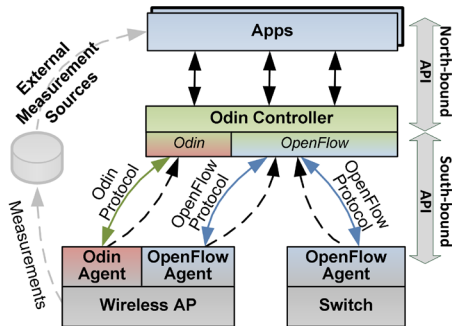 Apps
North-bound
API
External
Measurement
Sources
Odin Controller
Odin
OpenFlow
South-bound
API
Odin
Protocol
OpenFlow
Protocol
OpenFlow
Protocol
Measurements
Odin
Agent
OpenFlow
Agent
OpenFlow
Agent
Wireless AP
Switch